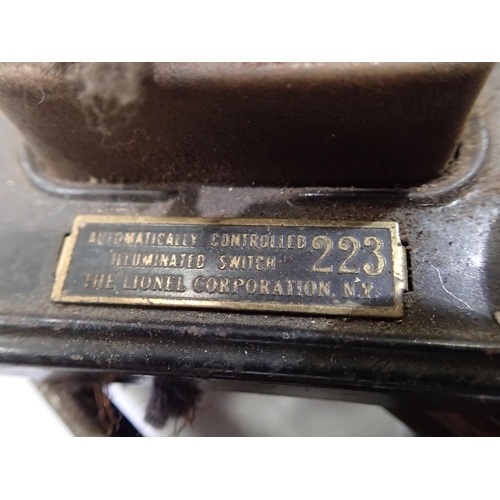 AUTOMATICALLY CONTROLLED 223
ILLUMINATED SWITCH
THE LIONEL CORPORATION, N.Y.